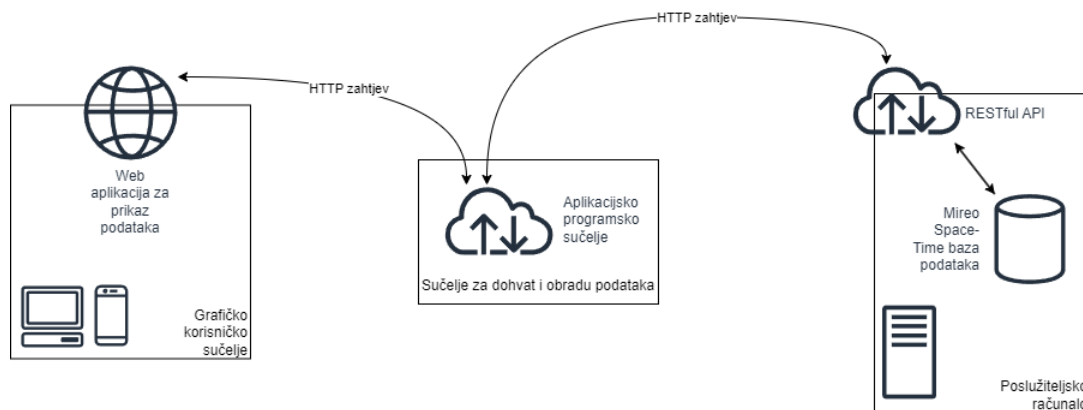 HTTP zahtjev
HTTP zahtjev
Web
aplikacija za
prikaz
podataka
Grafičko
korisničko
sučelje
Aplikacijsko
programsko
sučelje
Sučelje za dohvat i obradu podataka
RESTful API
Mireo
Space-
Time baza
podataka
Poslužiteljsko
računalo